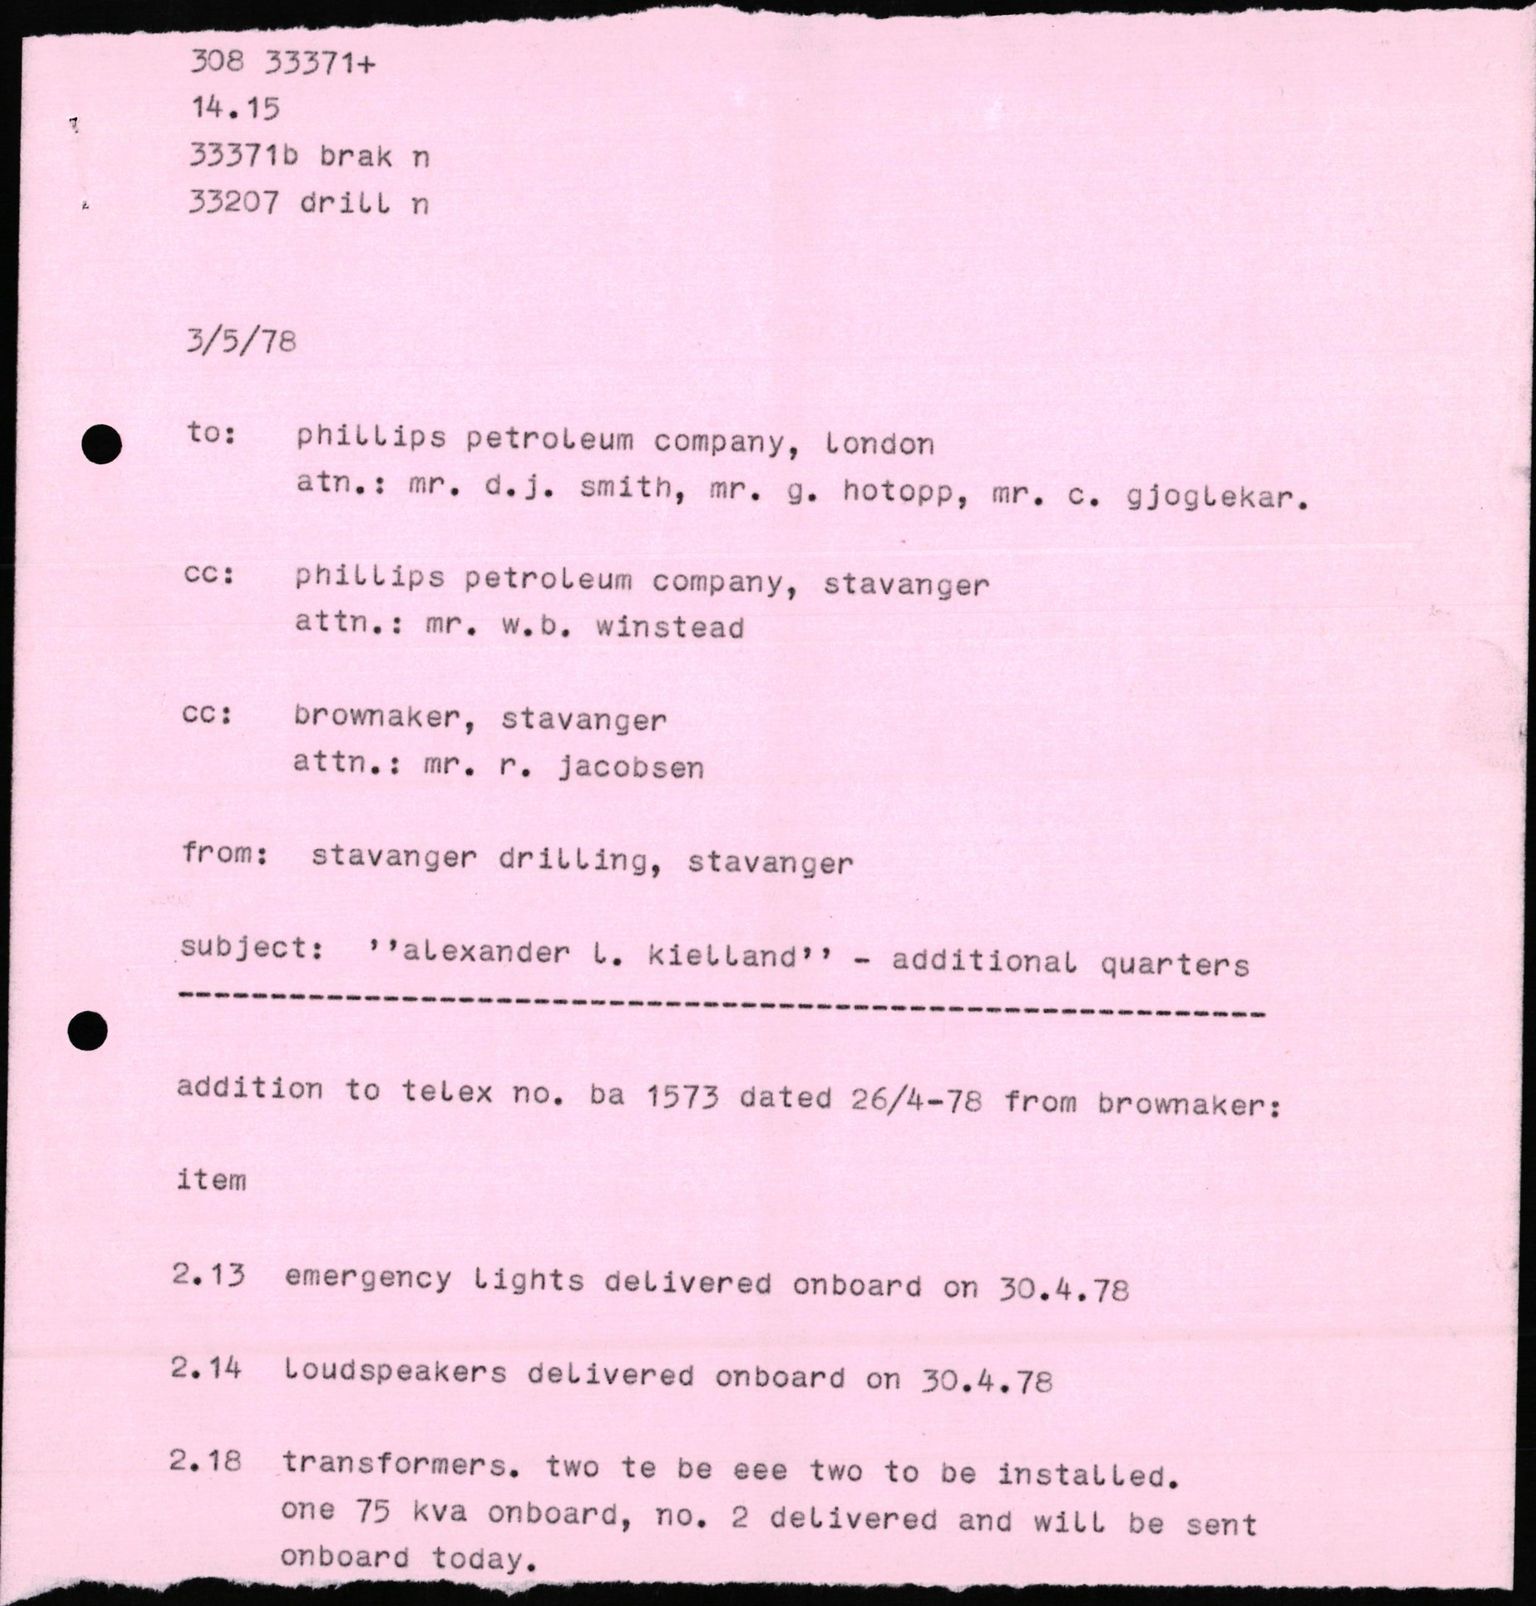 308 33371+
14.15
33371b brak n
33207 drill n
3/5/78
to: phillips petroleum company, london
atn.: mr. d.j. smith, mr. g. hotopp, mr. c. gjoglekar.
cc: phillips petroleum company, stavanger
attn.: mr. w.b. winstead
cc: brownaker, stavanger
attn.: mr. r. jacobsen
from: stavanger drilling, stavanger
subject: ''alexander l. kielland'' - additional quarters
----------------------------------------------------------
addition to telex no. ba 1573 dated 26/4-78 from brownaker:
item
2.13 emergency lights delivered onboard on 30.4.78
2.14 loudspeakers delivered onboard on 30.4.78
2.18 transformers. two te be eee two to be installed.
one 75 kva onboard, no. 2 delivered and will be sent
onboard today.